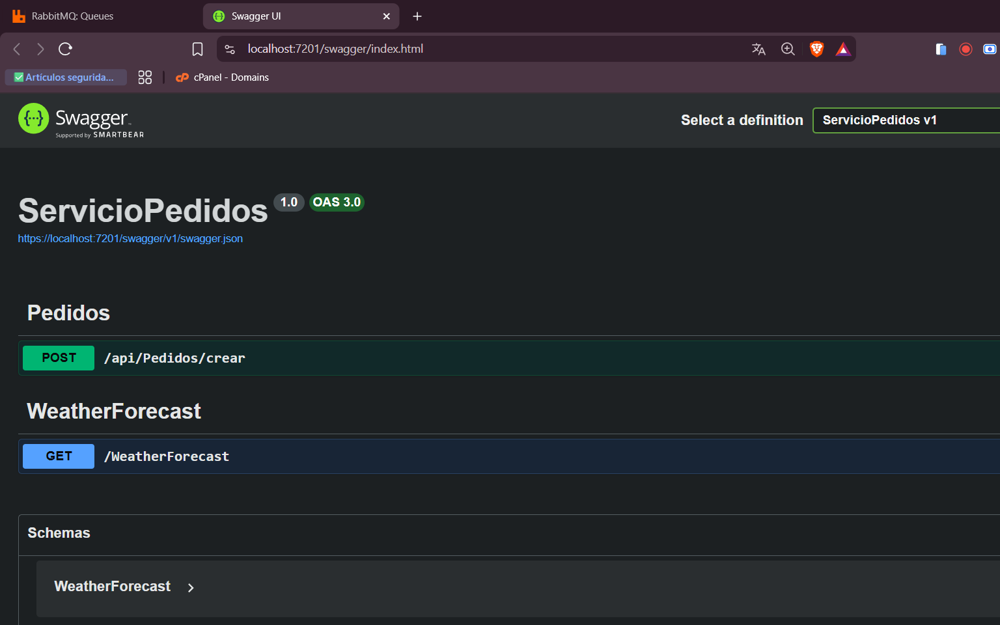 RabbitMQ: Queues
Swagger UI
localhost:7201/swagger/index.html
Artículos segurida...
cPanel - Domains
Swagger
Supported by SMARTBEAR
Select a definition
ServicioPedidos v1
ServicioPedidos 1.0 OAS 3.0
https://localhost:7201/swagger/v1/swagger.json
Pedidos
POST /api/Pedidos/crear
WeatherForecast
GET /WeatherForecast
Schemas
WeatherForecast